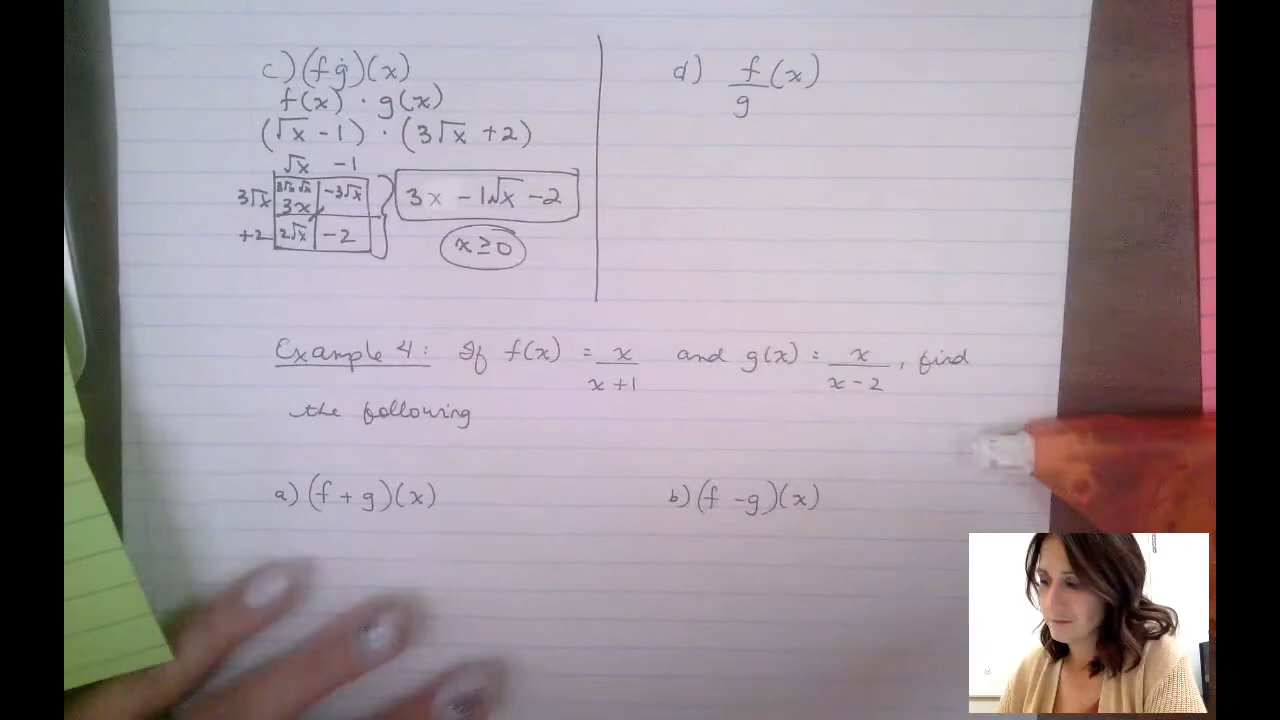 c) (f·g)(x)
f(x) · g(x)
(√x - 1) · (3√x + 2)
√x -1
3√x 3√x√x -3√x
3x
+2 2√x -2
3x - 1√x - 2
x ≥ 0
d) f/g (x)
Example 4: If f(x) = x/(x+1) and g(x) = x/(x-2), find
the following
a) (f + g)(x)
b) (f - g)(x)